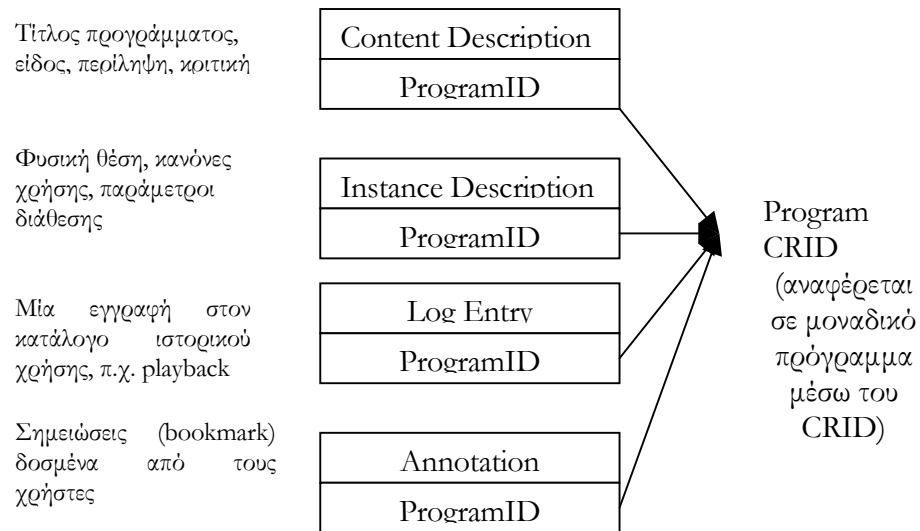 Τίτλος προγράμματος,
είδος, περίληψη, κριτική
Content Description
ProgramID
Φυσική θέση, κανόνες
χρήσης, παράμετροι
διάθεσης
Instance Description
ProgramID
Μία εγγραφή στον
κατάλογο ιστορικού
χρήσης, π.χ. playback
Log Entry
ProgramID
Σημειώσεις (bookmark)
δοσμένα από τους
χρήστες
Annotation
ProgramID
Program
CRID
(αναφέρεται
σε μοναδικό
πρόγραμμα
μέσω του
CRID)